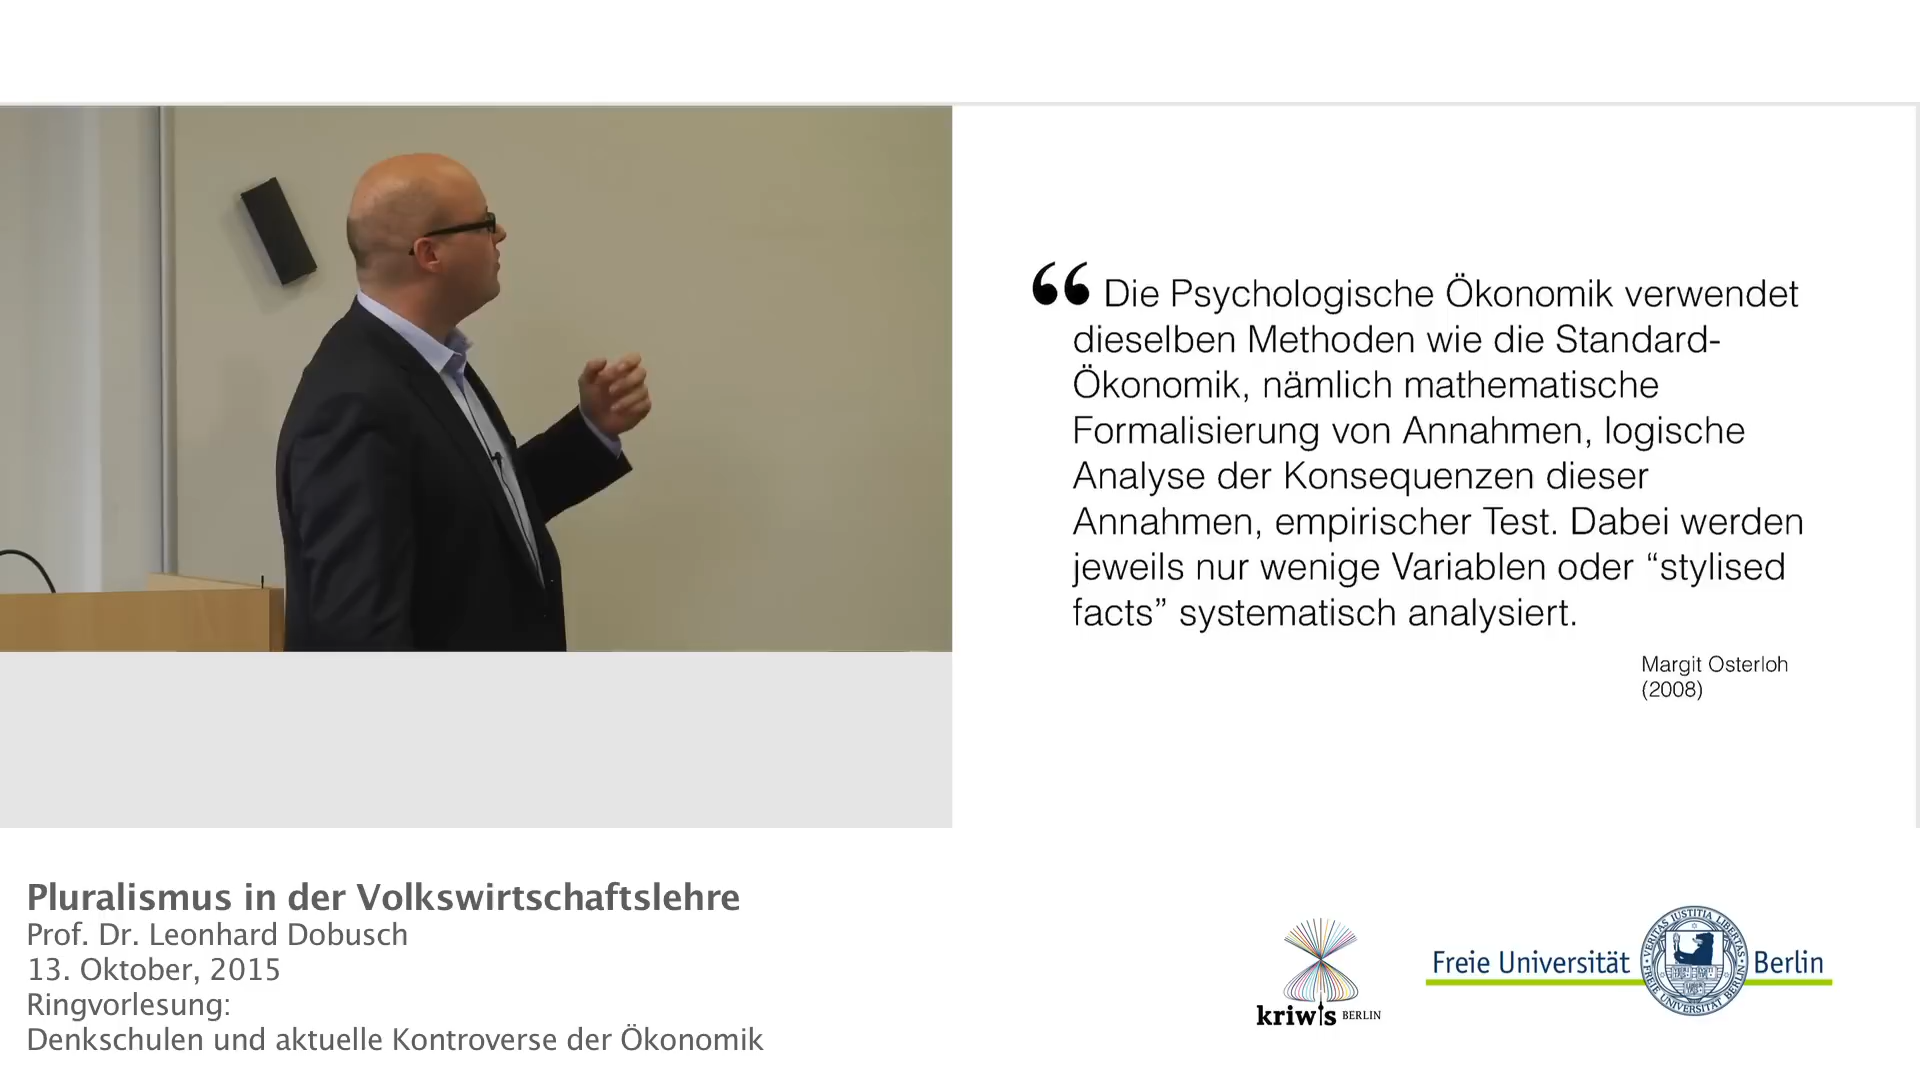 “ Die Psychologische Ökonomik verwendet
dieselben Methoden wie die Standard-
Ökonomik, nämlich mathematische
Formalisierung von Annahmen, logische
Analyse der Konsequenzen dieser
Annahmen, empirischer Test. Dabei werden
jeweils nur wenige Variablen oder “stylised
facts” systematisch analysiert.
Margit Osterloh
(2008)
Pluralismus in der Volkswirtschaftslehre
Prof. Dr. Leonhard Dobusch
13. Oktober, 2015
Ringvorlesung:
Denkschulen und aktuelle Kontroverse der Ökonomik
kriwis BERLIN
Freie Universität Berlin
VERITAS IUSTITIA LIBERTAS
FREIE UNIVERSITÄT BERLIN